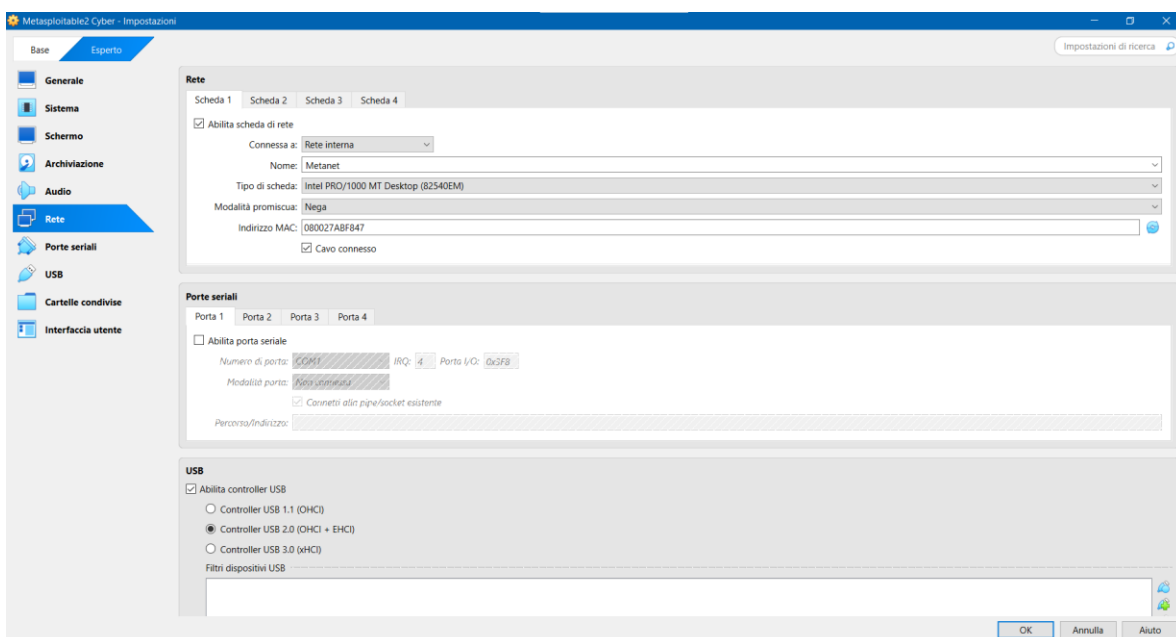 Metasploitable2 Cyber - Impostazioni
Base Esperto
Impostazioni di ricerca
Generale
Sistema
Schermo
Archiviazione
Audio
Rete
Porte seriali
USB
Cartelle condivise
Interfaccia utente
Rete
Scheda 1 Scheda 2 Scheda 3 Scheda 4
Abilita scheda di rete
Connessa a: Rete interna
Nome: Metanet
Tipo di scheda: Intel PRO/1000 MT Desktop (82540EM)
Modalità promiscua: Nega
Indirizzo MAC: 080027ABF847
Cavo connesso
Porte seriali
Porta 1 Porta 2 Porta 3 Porta 4
Abilita porta seriale
Numero di porta: COM1 IRQ: 4 Porta I/O: 0x3F8
Modalità porta: Non connessa
Connetti alla pipe/socket esistente
Percorso/Indirizzo:
USB
Abilita controller USB
Controller USB 1.1 (OHCI)
Controller USB 2.0 (OHCI + EHCI)
Controller USB 3.0 (xHCI)
Filtri dispositivi USB
OK Annulla Aiuto